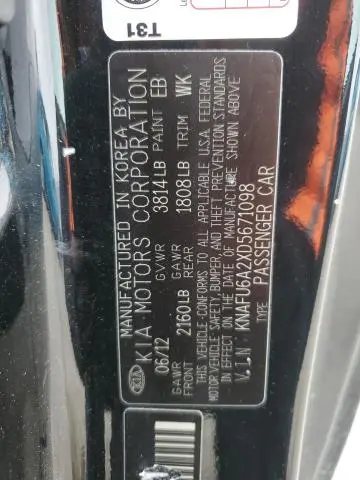 T31
MANUFACTURED IN KOREA BY
KIA KIA MOTORS CORPORATION
06/12 GVWR 3814LB PAINT EB
GAWR FRONT 2160LB GAWR REAR 1808LB TRIM WK
THIS VEHICLE CONFORMS TO ALL APPLICABLE U.S.A. FEDERAL
MOTOR VEHICLE SAFETY, BUMPER, AND THEFT PREVENTION STANDARDS
IN EFFECT ON THE DATE OF MANUFACTURE SHOWN ABOVE
V.I.N KNAFU6A2XD5671098
TYPE PASSENGER CAR